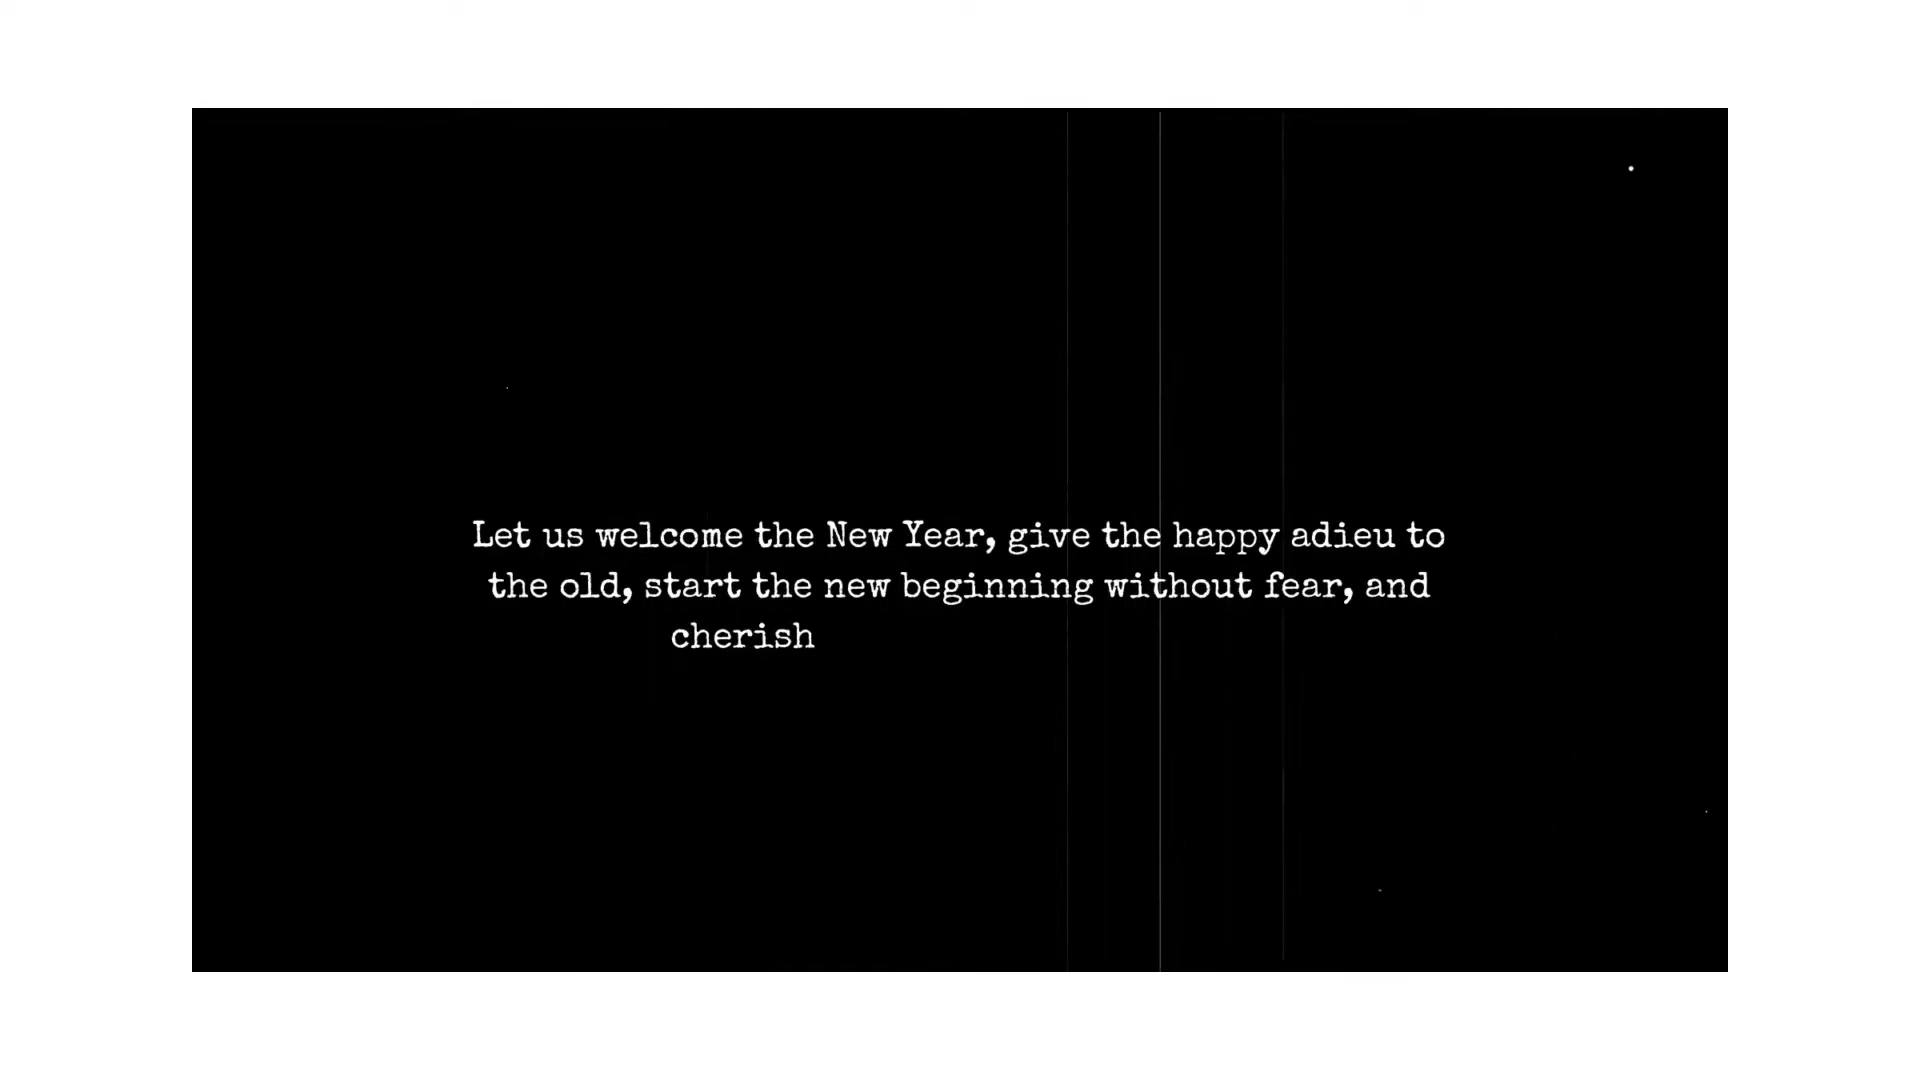 Let us welcome the New Year, give the happy adieu to
the old, start the new beginning without fear, and
cherish